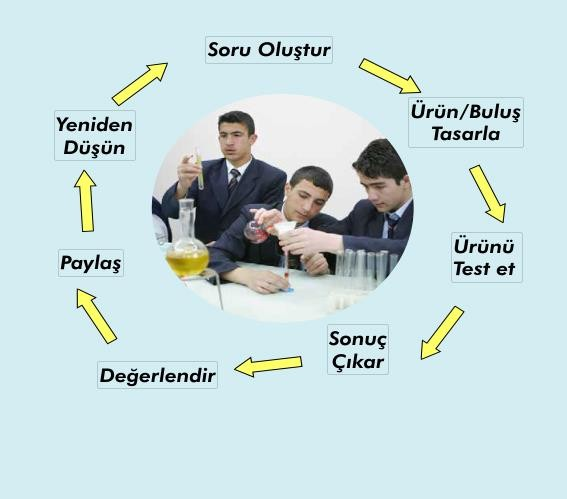 Soru Oluştur
Ürün/Buluş
Tasarla
Ürünü
Test et
Sonuç
Çıkar
Değerlendir
Paylaş
Yeniden
Düşün